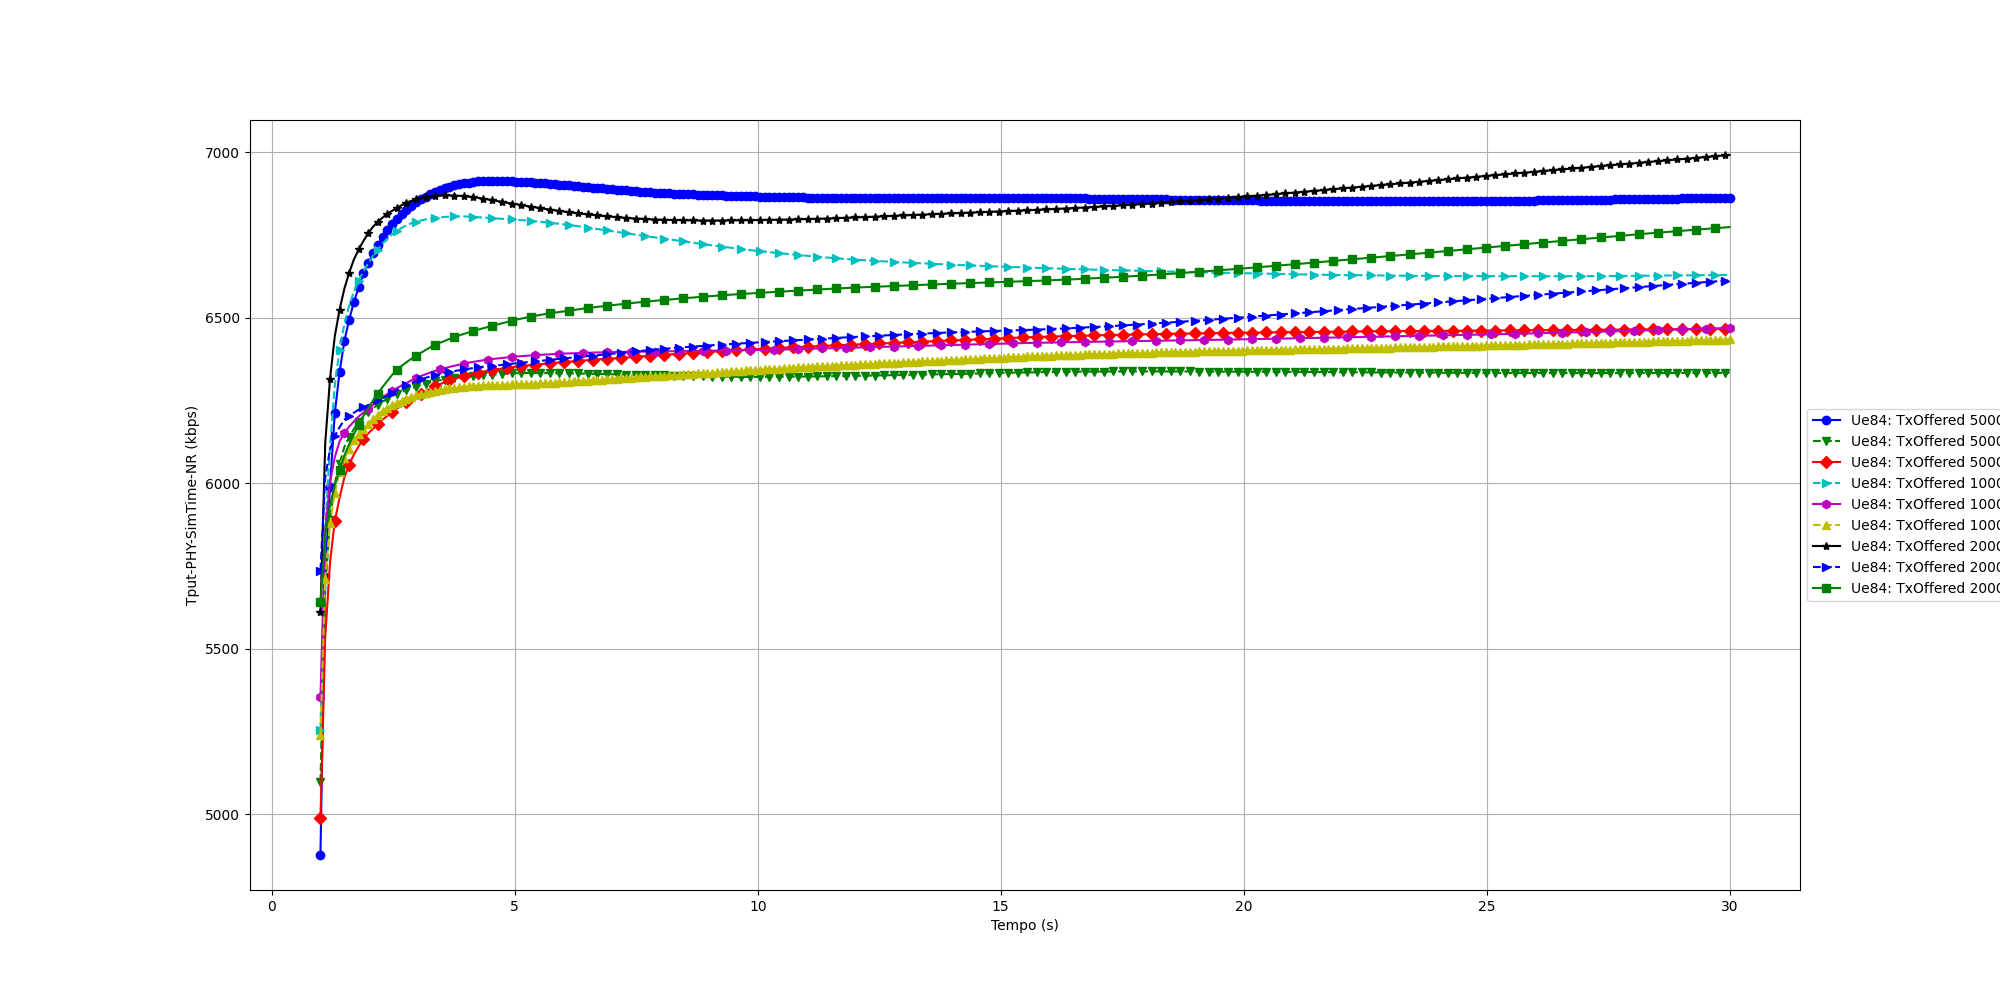 7000
6500
6000
5500
5000
Tput-PHY-SimTime-NR (kbps)
0 5 10 15 20 25 30
Tempo (s)
Ue84: TxOffered 5000
Ue84: TxOffered 5000
Ue84: TxOffered 5000
Ue84: TxOffered 1000
Ue84: TxOffered 1000
Ue84: TxOffered 1000
Ue84: TxOffered 2000
Ue84: TxOffered 2000
Ue84: TxOffered 2000